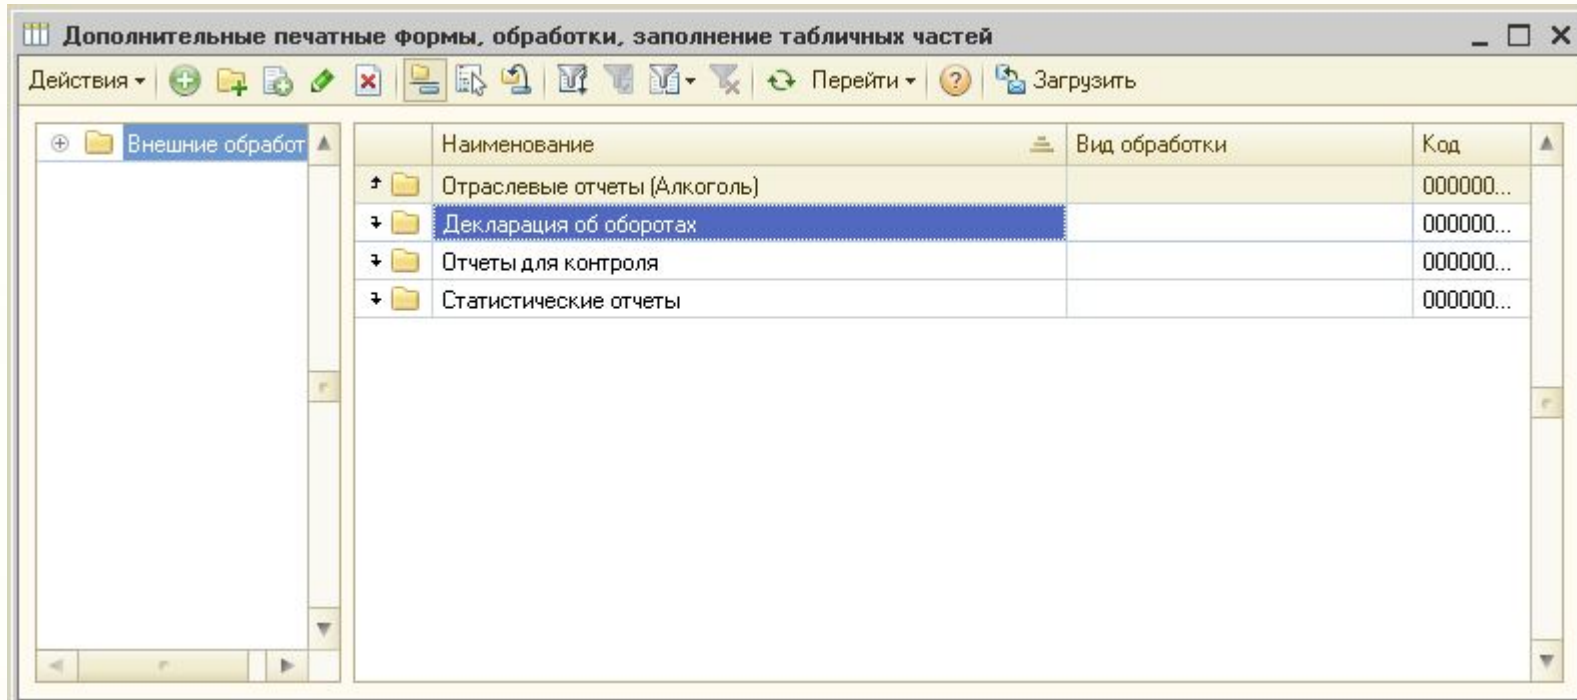 Дополнительные печатные формы, обработки, заполнение табличных частей
Действия Перейти ? Загрузить
Внешние обработ
Наименование Вид обработки Код
Отраслевые отчеты (Алкоголь) 000000...
Декларация об оборотах 000000...
Отчеты для контроля 000000...
Статистические отчеты 000000...